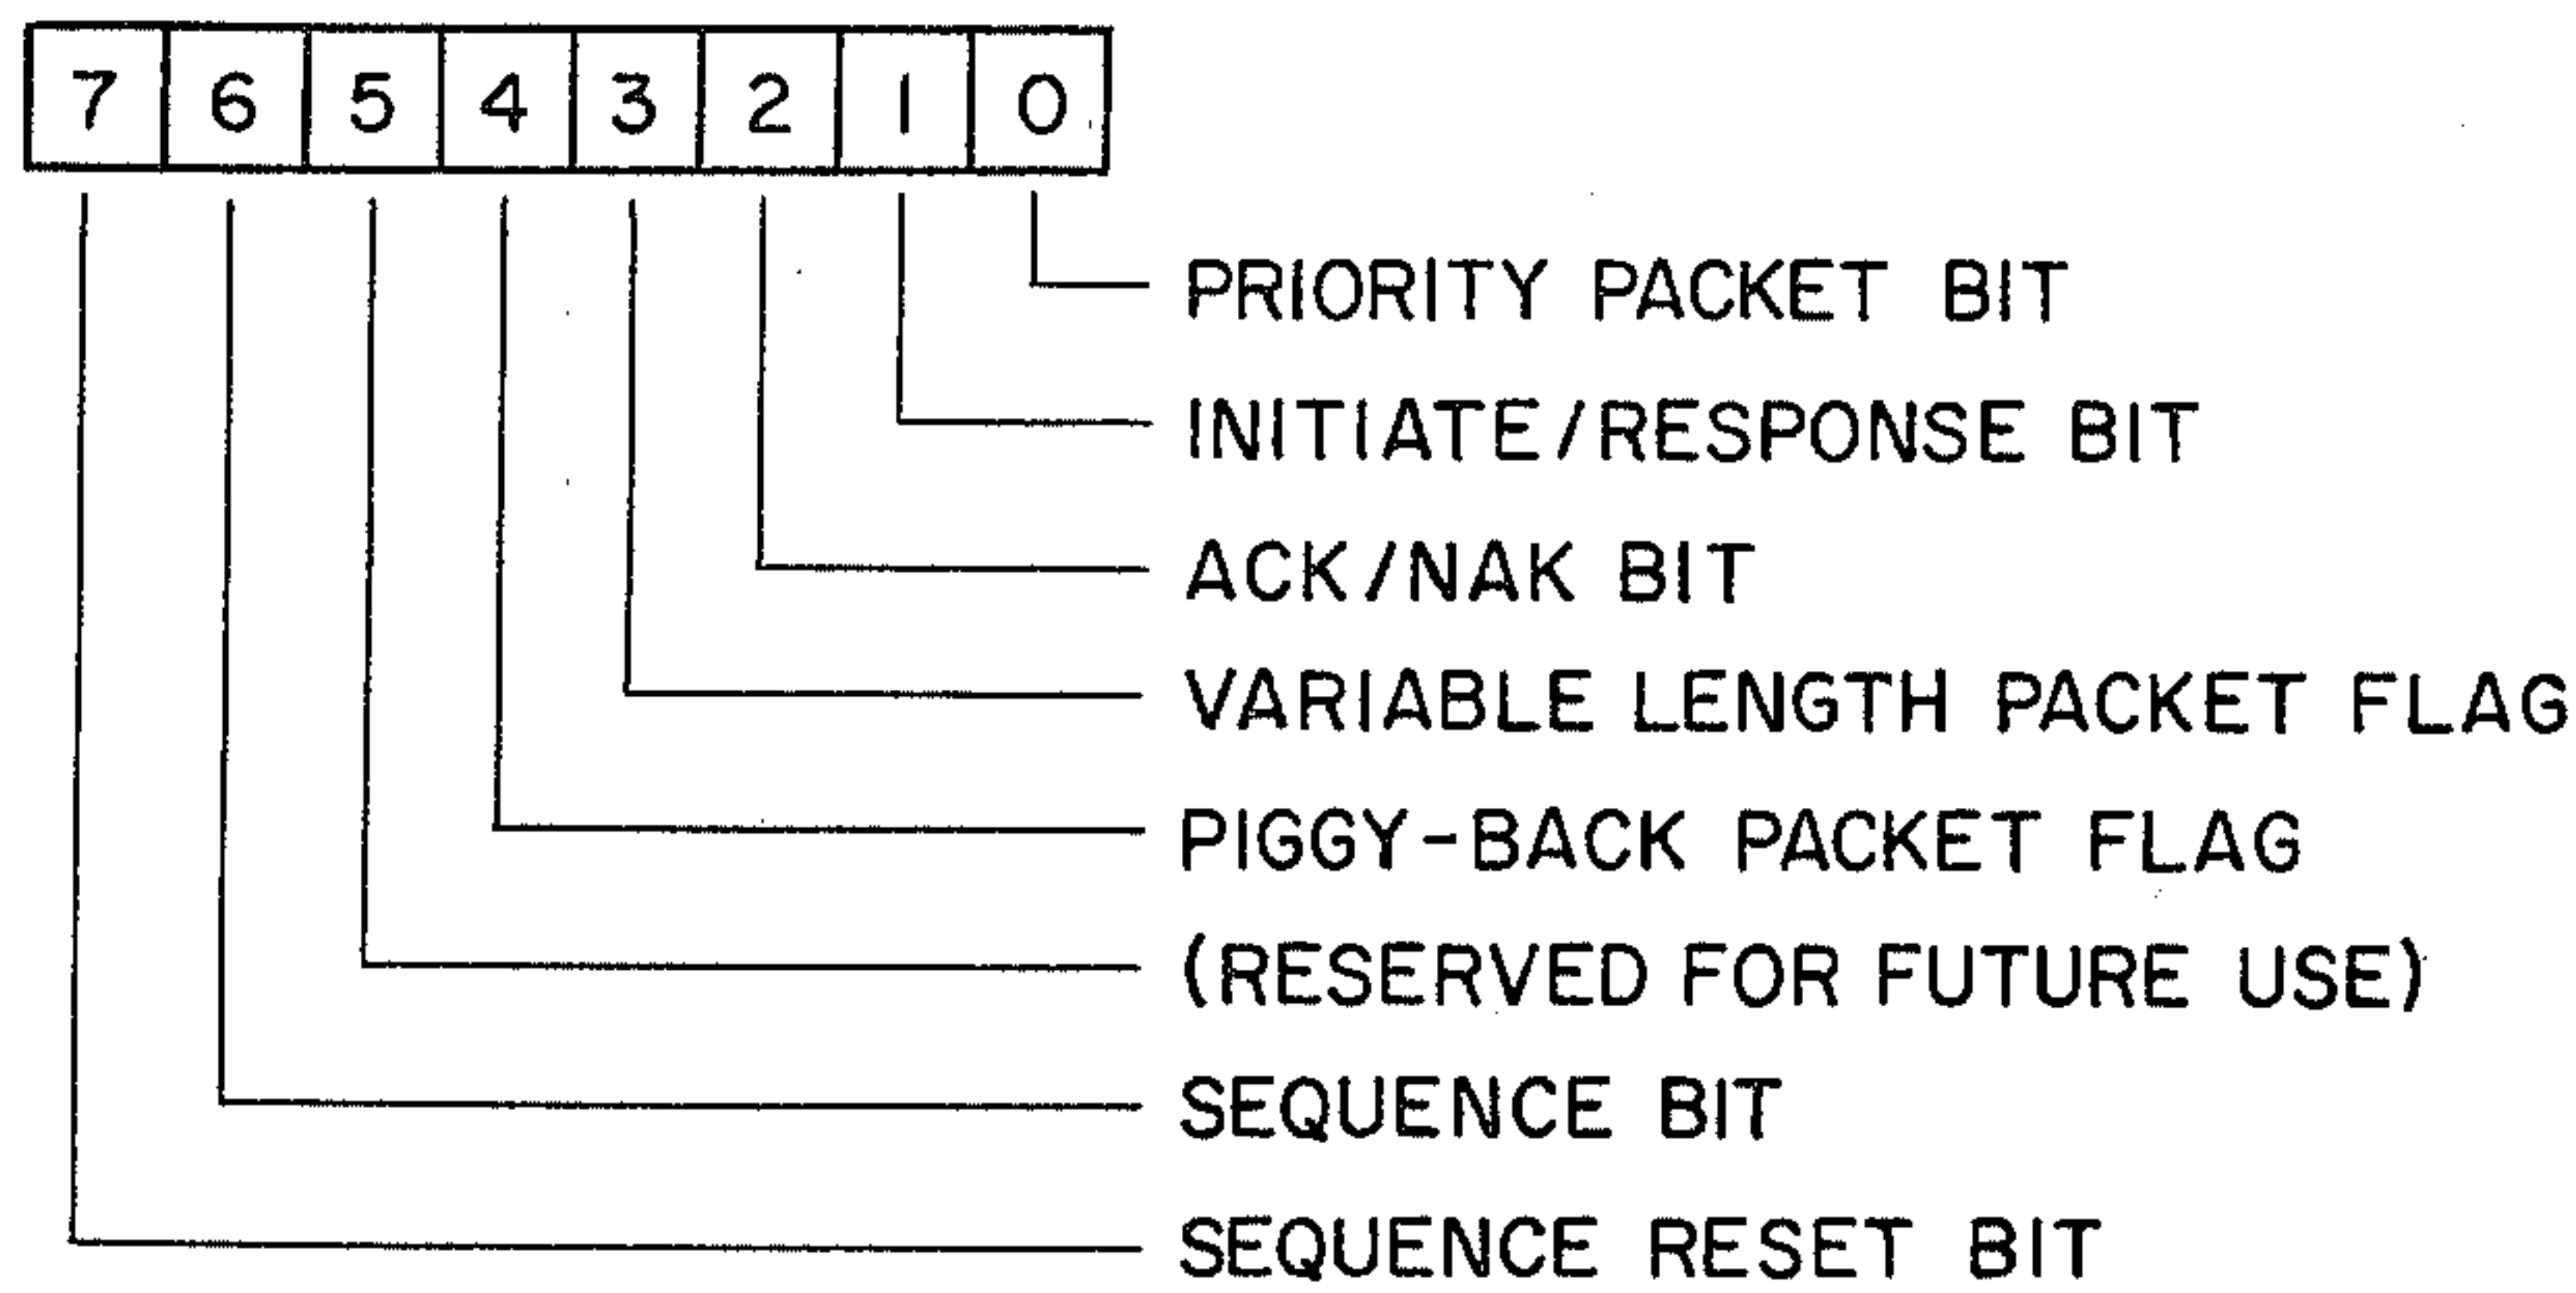 7 6 5 4 3 2 1 0
PRIORITY PACKET BIT
INITIATE/RESPONSE BIT
ACK/NAK BIT
VARIABLE LENGTH PACKET FLAG
PIGGY-BACK PACKET FLAG
(RESERVED FOR FUTURE USE)
SEQUENCE BIT
SEQUENCE RESET BIT